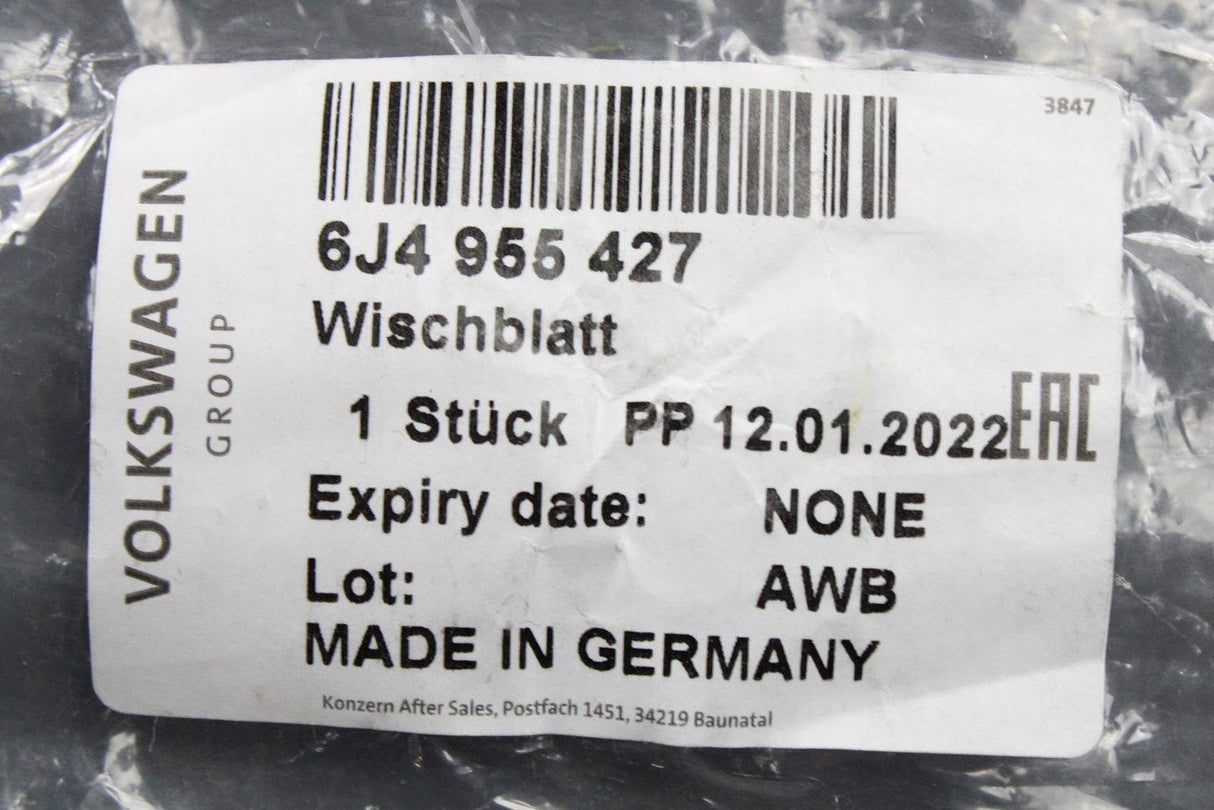 3847
VOLKSWAGEN
GROUP
6J4 955 427
Wischblatt
1 Stück PP 12.01.2022 EAC
Expiry date: NONE
Lot: AWB
MADE IN GERMANY
Konzern After Sales, Postfach 1451, 34219 Baunatal